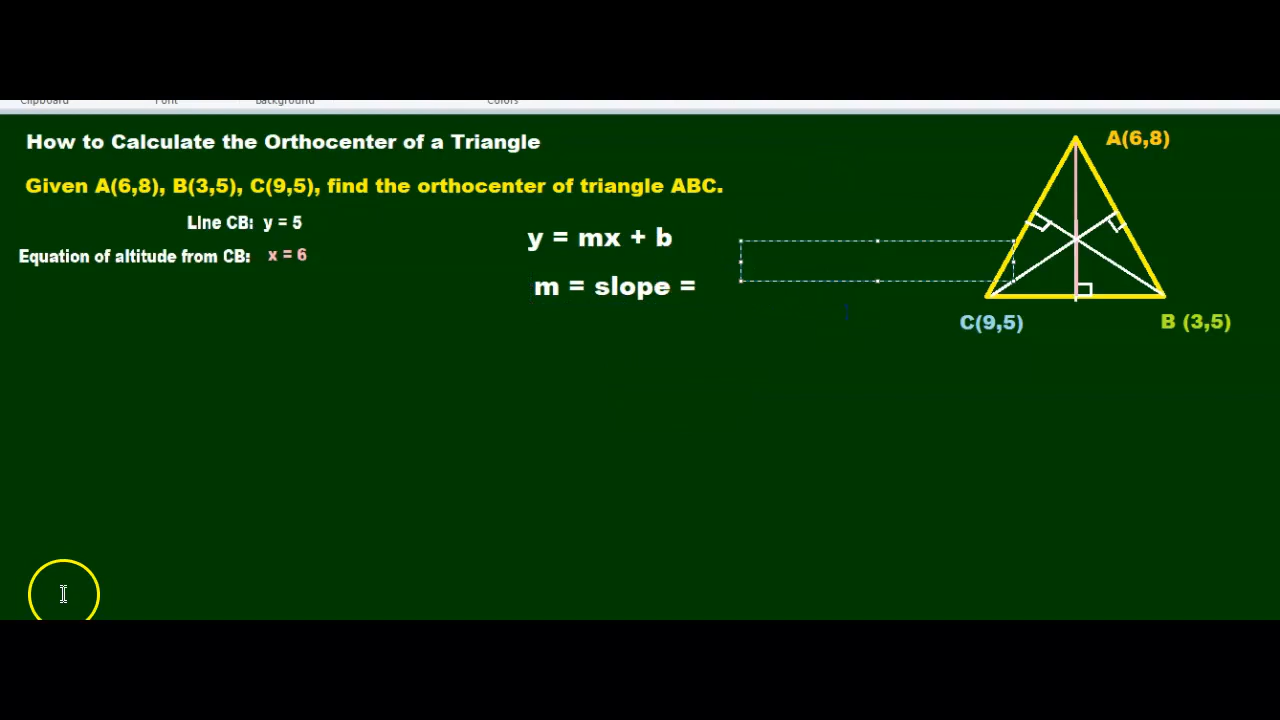 Clipboard Font Background Colors
How to Calculate the Orthocenter of a Triangle
Given A(6,8), B(3,5), C(9,5), find the orthocenter of triangle ABC.
Line CB: y = 5
Equation of altitude from CB: x = 6
y = mx + b
m = slope =
A(6,8)
C(9,5)
B (3,5)